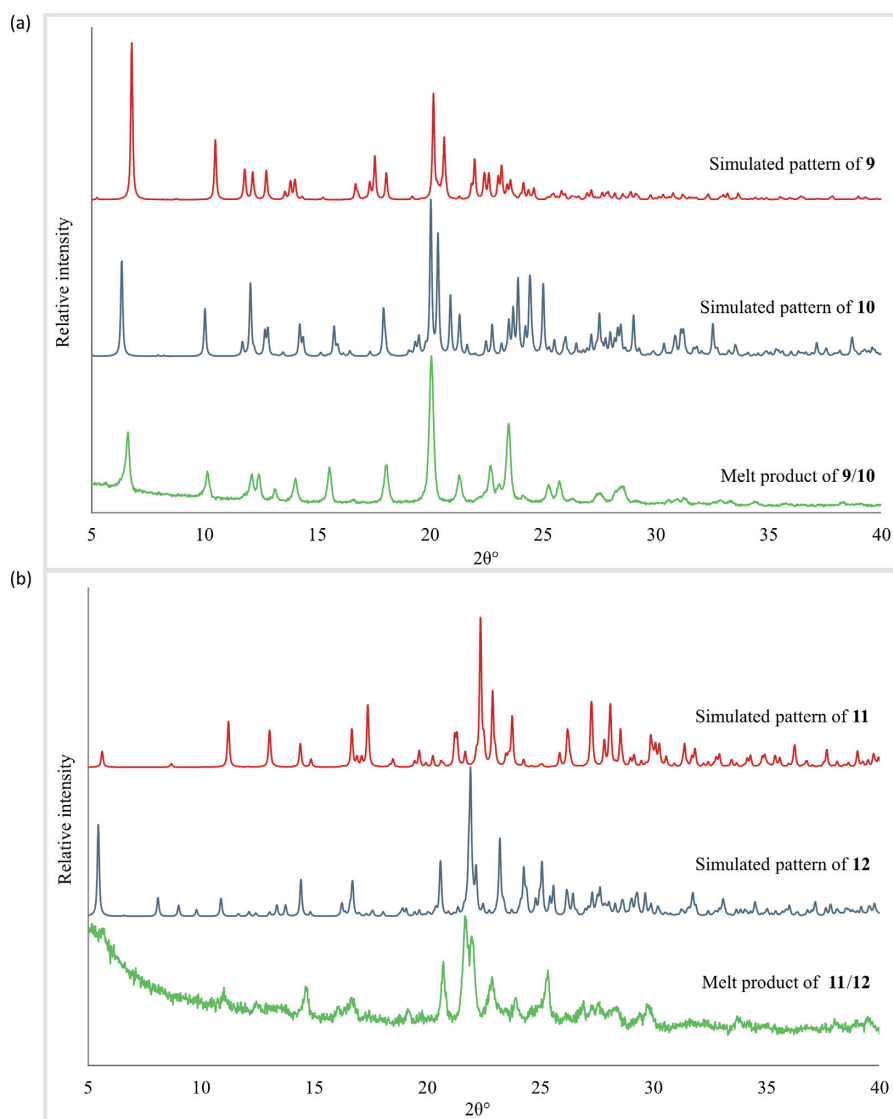 (a)
Relative intensity
Simulated pattern of 9
Simulated pattern of 10
Melt product of 9/10
5 10 15 20 25 30 35 40
2θ°
(b)
Relative intensity
Simulated pattern of 11
Simulated pattern of 12
Melt product of 11/12
5 10 15 20 25 30 35 40
2θ°